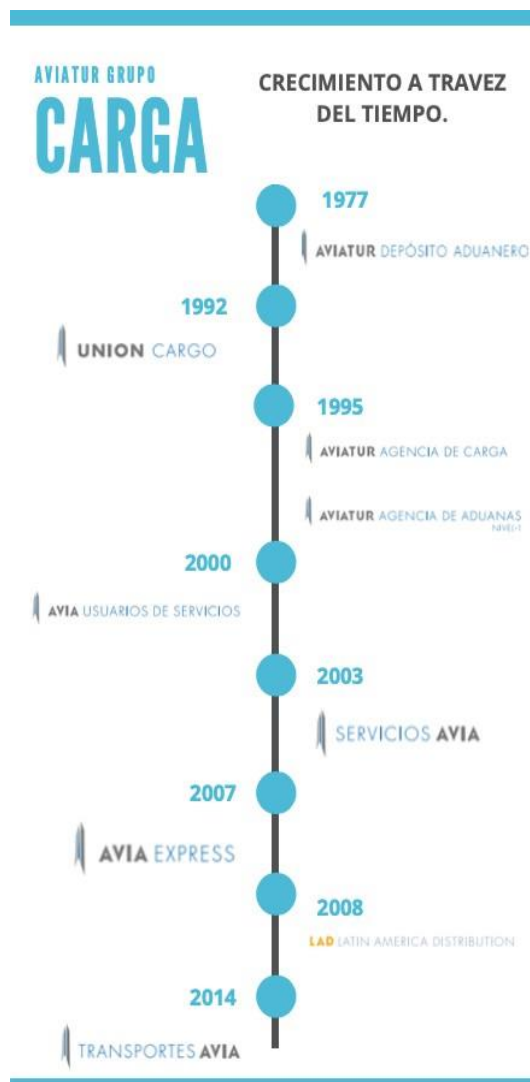 AVIATUR GRUPO
CARGA
CRECIMIENTO A TRAVEZ
DEL TIEMPO.
1977
AVIATUR DEPÓSITO ADUANERO
1992
UNION CARGO
1995
AVIATUR AGENCIA DE CARGA
AVIATUR AGENCIA DE ADUANAS
NIVEL-1
2000
AVIA USUARIOS DE SERVICIOS
2003
SERVICIOS AVIA
2007
AVIA EXPRESS
2008
LAD LATIN AMERICA DISTRIBUTION
2014
TRANSPORTES AVIA